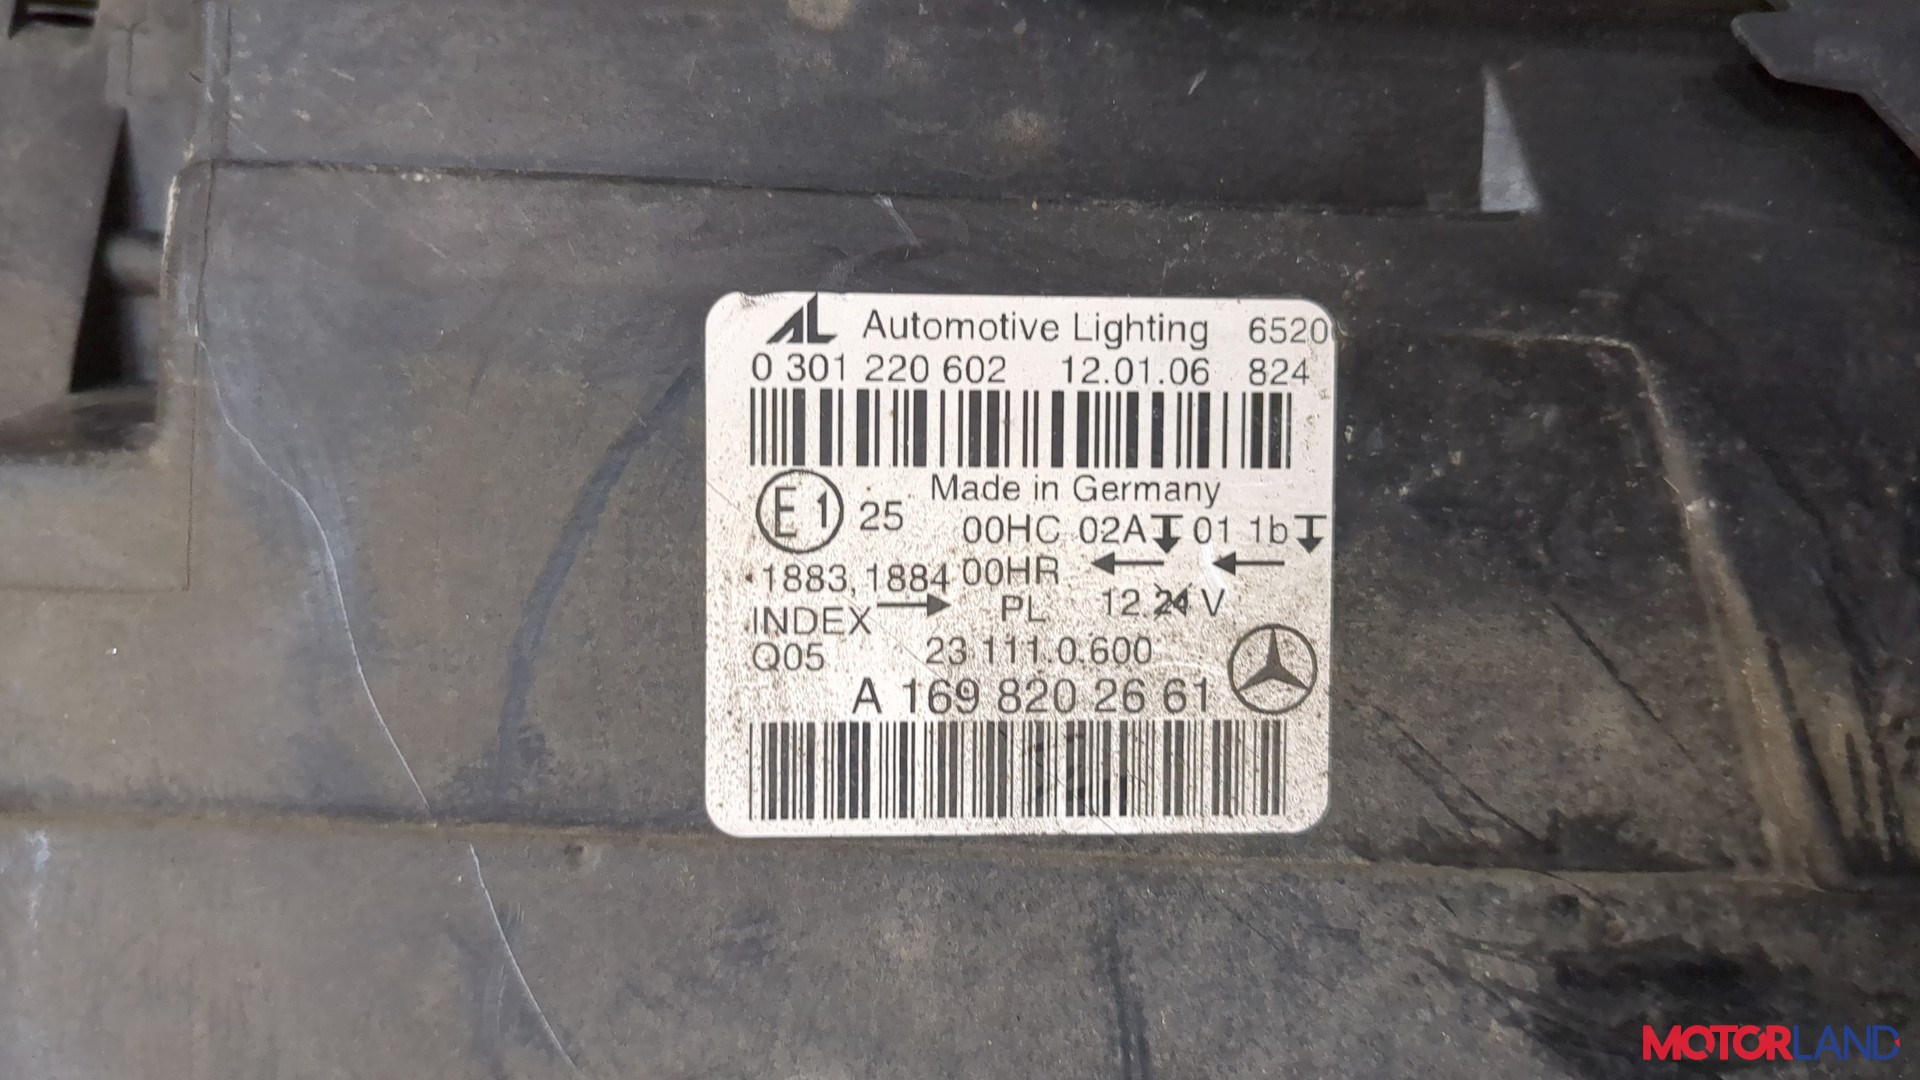 AL Automotive Lighting 6520
0 301 220 602 12.01.06 824
Made in Germany
E1 25 00HC 02A 01 1b
1883, 1884 00HR ← ←
INDEX → PL 12.24 V
Q05 23 111.0.600
A 169 820 26 61
MOTORLAND